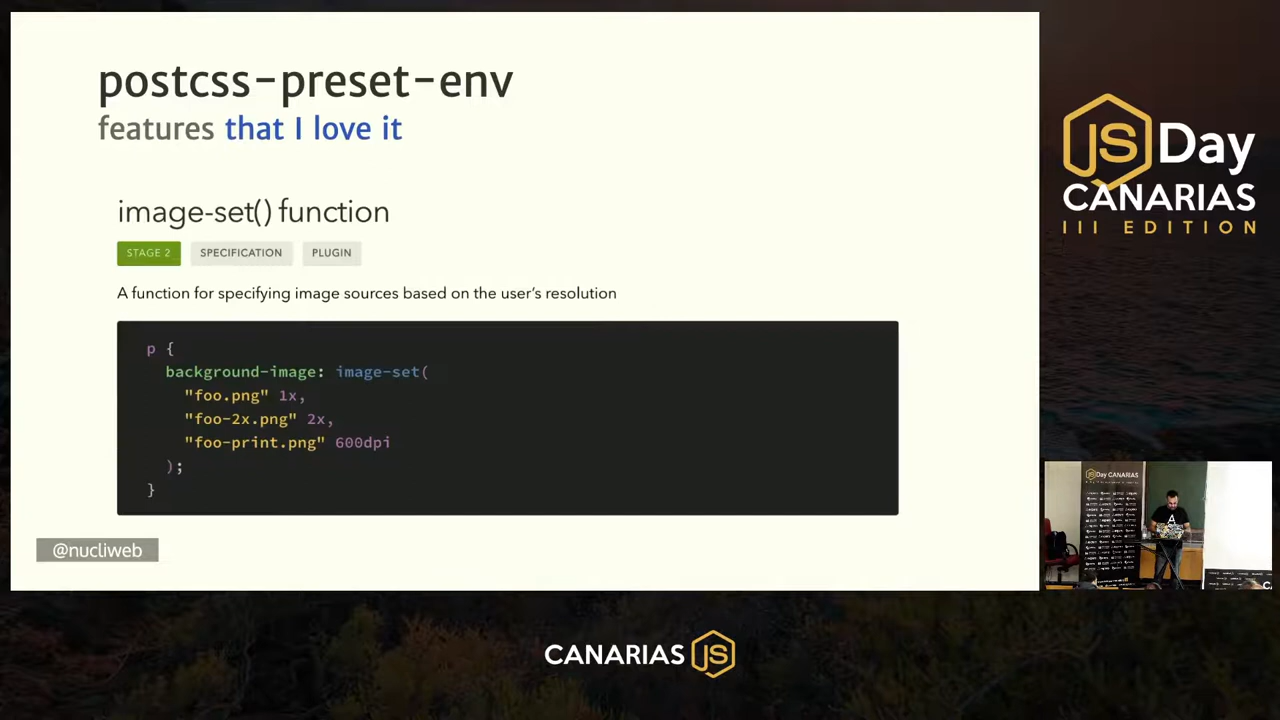 postcss-preset-env
features that I love it
image-set() function
STAGE 2 SPECIFICATION PLUGIN
A function for specifying image sources based on the user's resolution
p {
background-image: image-set(
"foo.png" 1x,
"foo-2x.png" 2x,
"foo-print.png" 600dpi
);
}
@nucliweb
JS Day
CANARIAS
III EDITION
JSDay CANARIAS
CANARIAS JS